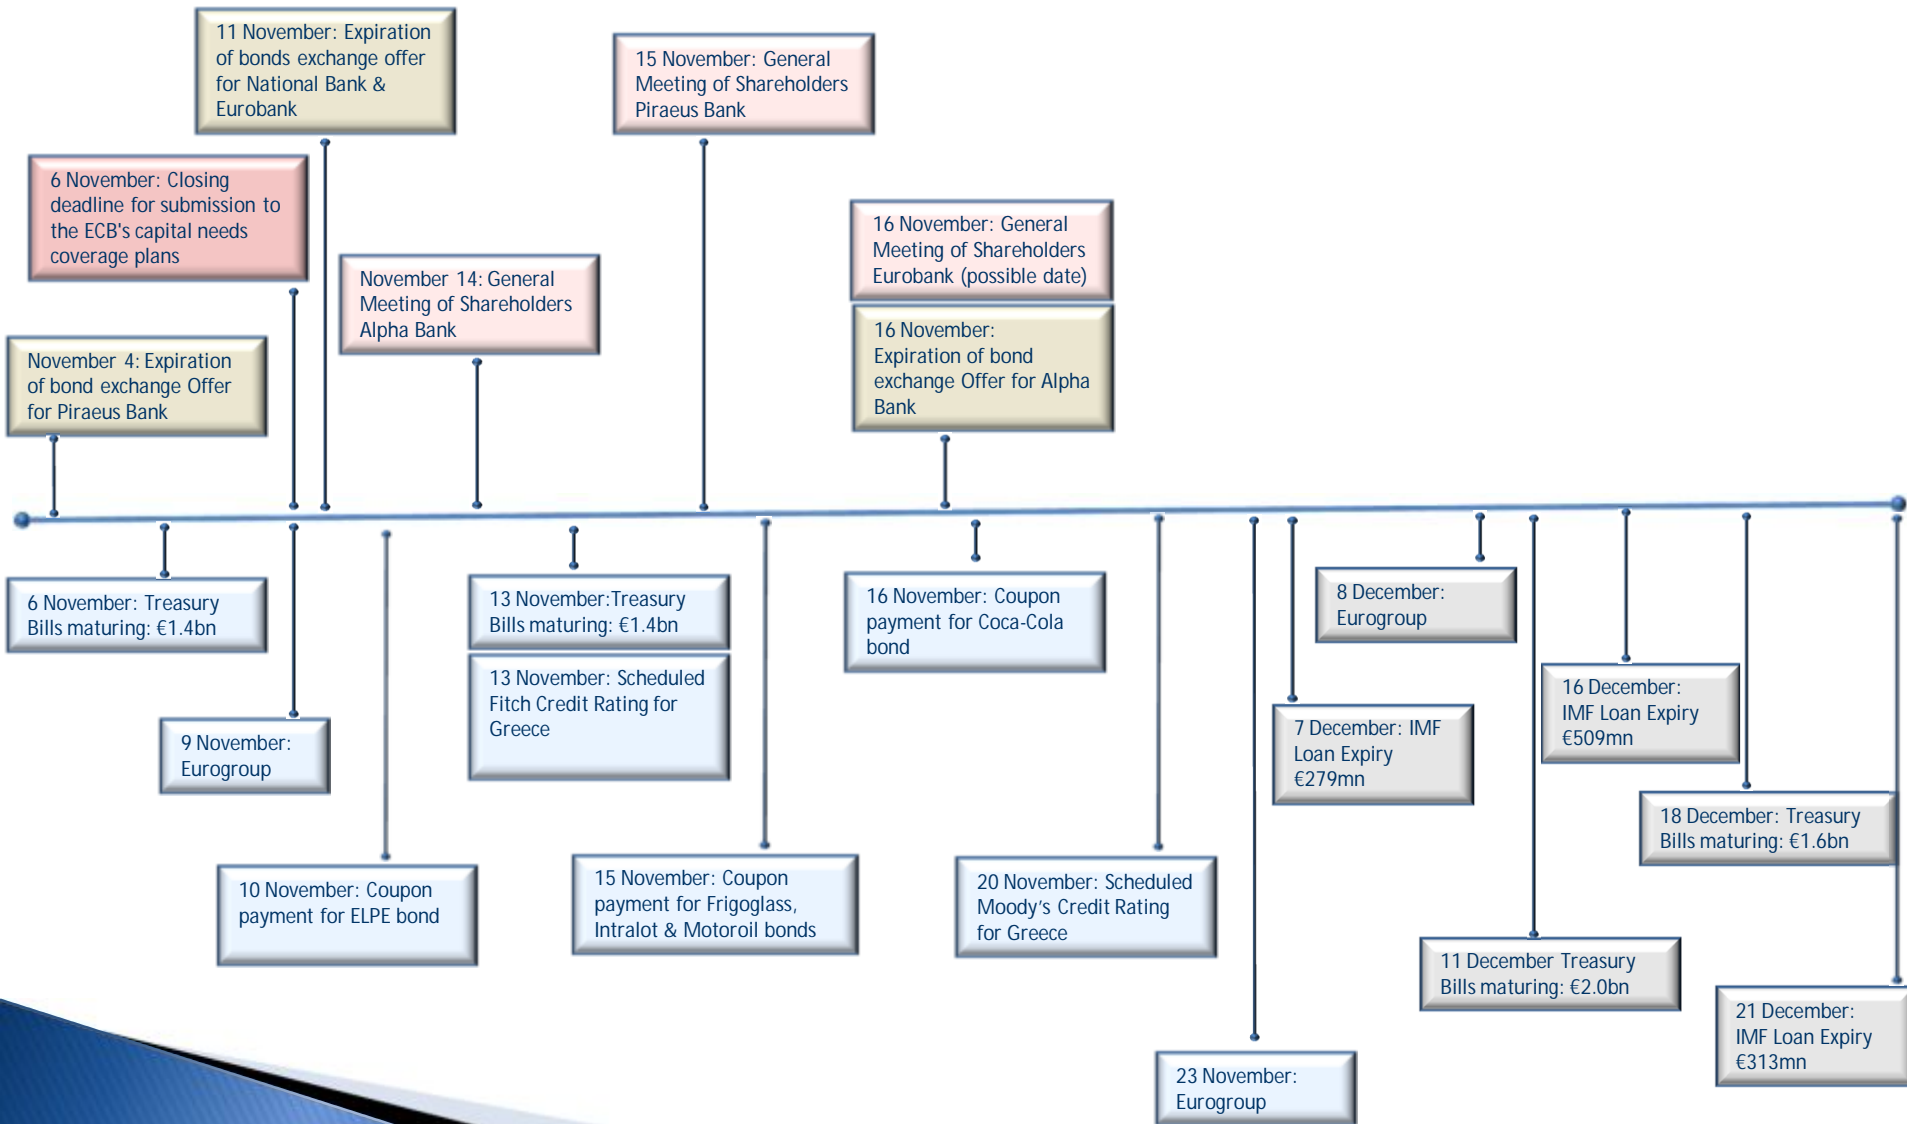 11 November: Expiration
of bonds exchange offer
for National Bank &
Eurobank
15 November: General
Meeting of Shareholders
Piraeus Bank
6 November: Closing
deadline for submission to
the ECB's capital needs
coverage plans
16 November: General
Meeting of Shareholders
Eurobank (possible date)
November 14: General
Meeting of Shareholders
Alpha Bank
16 November:
Expiration of bond
exchange Offer for Alpha
Bank
November 4: Expiration
of bond exchange Offer
for Piraeus Bank
6 November: Treasury
Bills maturing: €1.4bn
13 November:Treasury
Bills maturing: €1.4bn
16 November: Coupon
payment for Coca-Cola
bond
8 December:
Eurogroup
13 November: Scheduled
Fitch Credit Rating for
Greece
16 December:
IMF Loan Expiry
€509mn
9 November:
Eurogroup
7 December: IMF
Loan Expiry
€279mn
18 December: Treasury
Bills maturing: €1.6bn
10 November: Coupon
payment for ELPE bond
15 November: Coupon
payment for Frigoglass,
Intralot & Motoroil bonds
20 November: Scheduled
Moody's Credit Rating
for Greece
11 December Treasury
Bills maturing: €2.0bn
21 December:
IMF Loan Expiry
€313mn
23 November:
Eurogroup